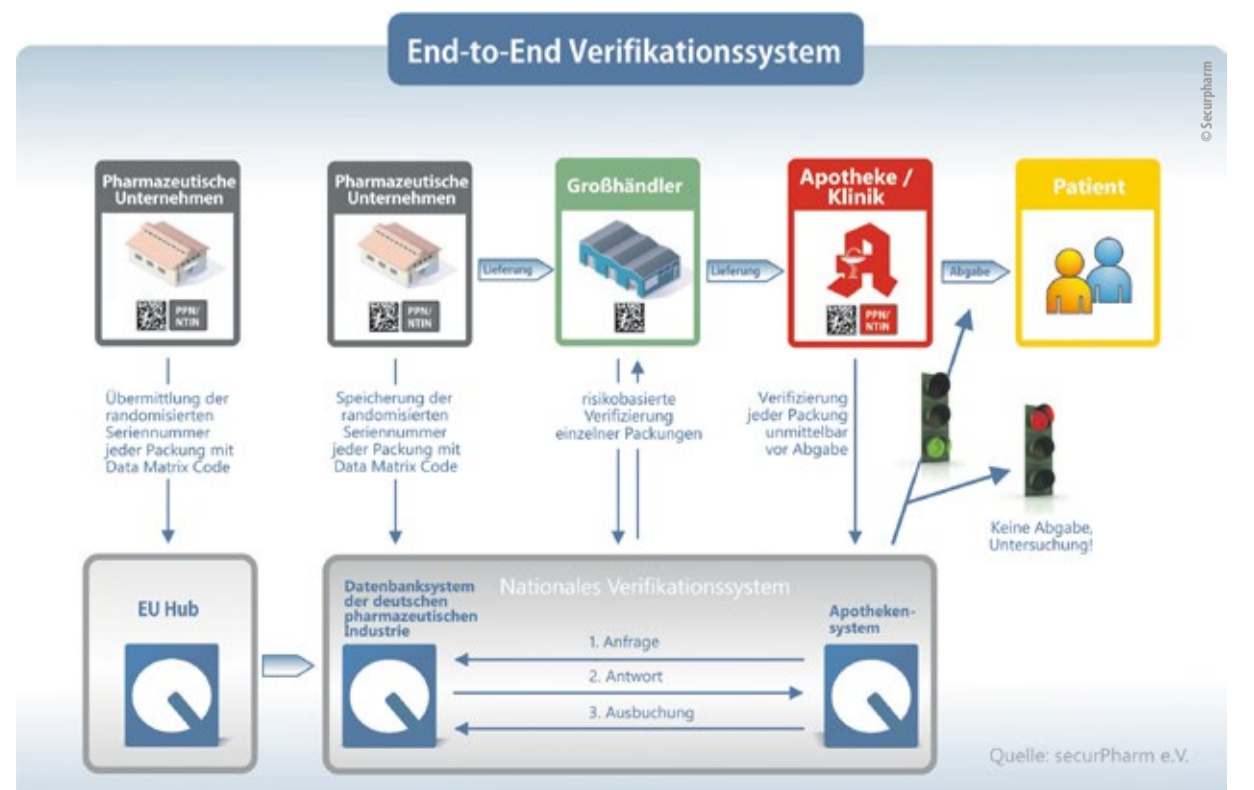 End-to-End Verifikationssystem
© Securpharm
Pharmazeutische
Unternehmen
PPN/
NTIN
Pharmazeutische
Unternehmen
PPN/
NTIN
Lieferung
Großhändler
Lieferung
Apotheke /
Klinik
PPN/
NTIN
Abgabe
Patient
Übermittlung der
randomisierten
Seriennummer
jeder Packung mit
Data Matrix Code
Speicherung der
randomisierten
Seriennummer
jeder Packung mit
Data Matrix Code
risikobasierte
Verifizierung
einzelner Packungen
Verifizierung
jeder Packung
unmittelbar
vor Abgabe
Keine Abgabe,
Untersuchung!
EU Hub
Nationales Verifikationssystem
Datenbanksystem
der deutschen
pharmazeutischen
Industrie
1. Anfrage
2. Antwort
3. Ausbuchung
Apotheken-
system
Quelle: securPharm e.V.